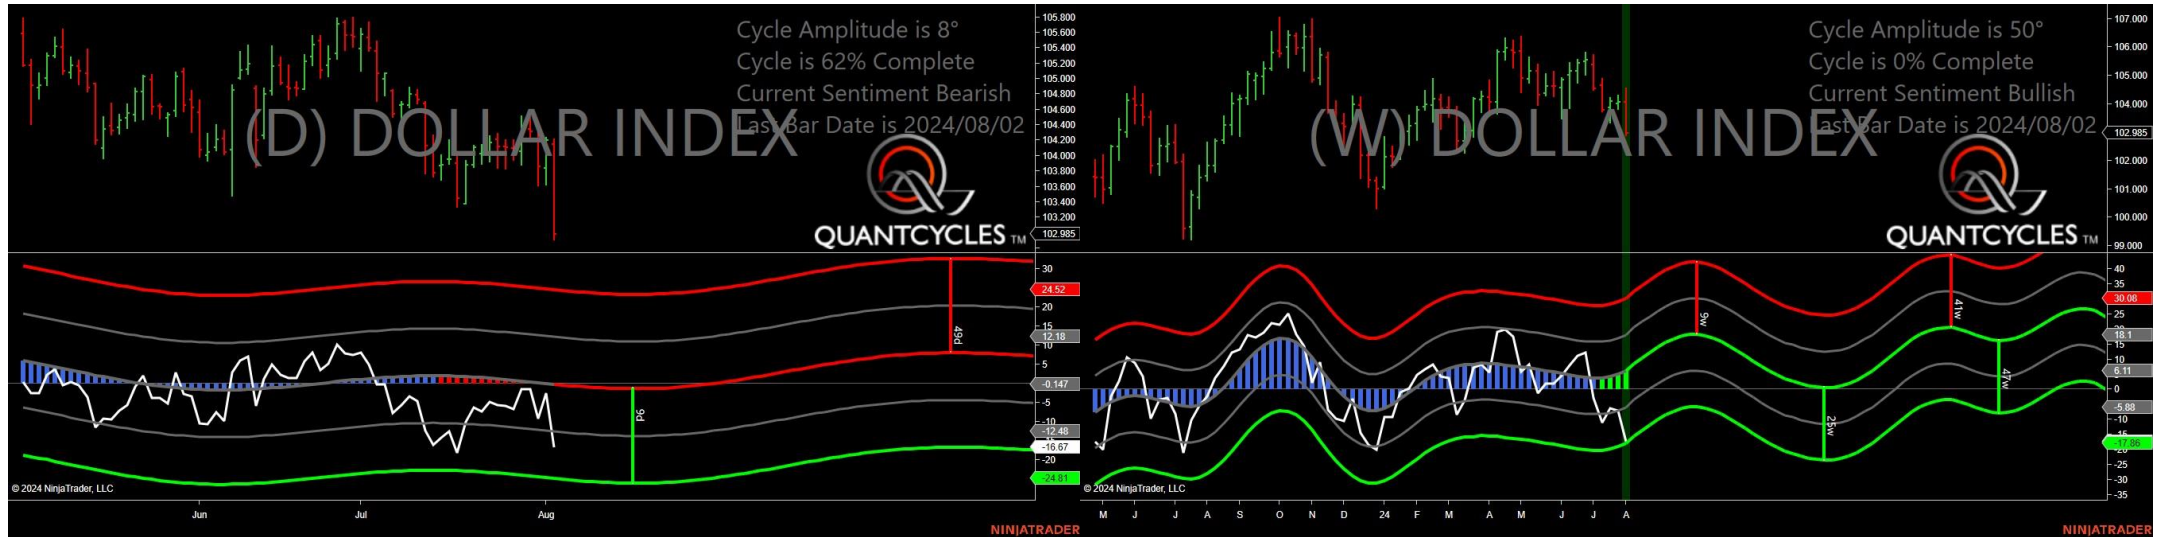 Cycle Amplitude is 8°
Cycle is 62% Complete
Current Sentiment Bearish
Last Bar Date is 2024/08/02
(D) DOLLAR INDEX
QUANTCYCLES TM
105.800
105.600
105.400
105.200
105.000
104.800
104.600
104.400
104.200
104.000
103.800
103.600
103.400
103.200
102.985
30
24.52
20
15
12.18
10
5
-0.147
-5
-10
-12.48
-16.67
-20
-24.81
49d
9d
© 2024 NinjaTrader, LLC
Jun Jul Aug
NINJATRADER
Cycle Amplitude is 50°
Cycle is 0% Complete
Current Sentiment Bullish
Last Bar Date is 2024/08/02
(W) DOLLAR INDEX
QUANTCYCLES TM
107.000
106.000
105.000
104.000
102.985
102.000
101.000
100.000
99.000
40
35
30.08
25
18.1
15
10
6.11
0
-5.88
-10
-17.86
-25
-30
-35
9w
41w
25w
47w
© 2024 NinjaTrader, LLC
M J J A S O N D 24 F M A M J J A
NINJATRADER